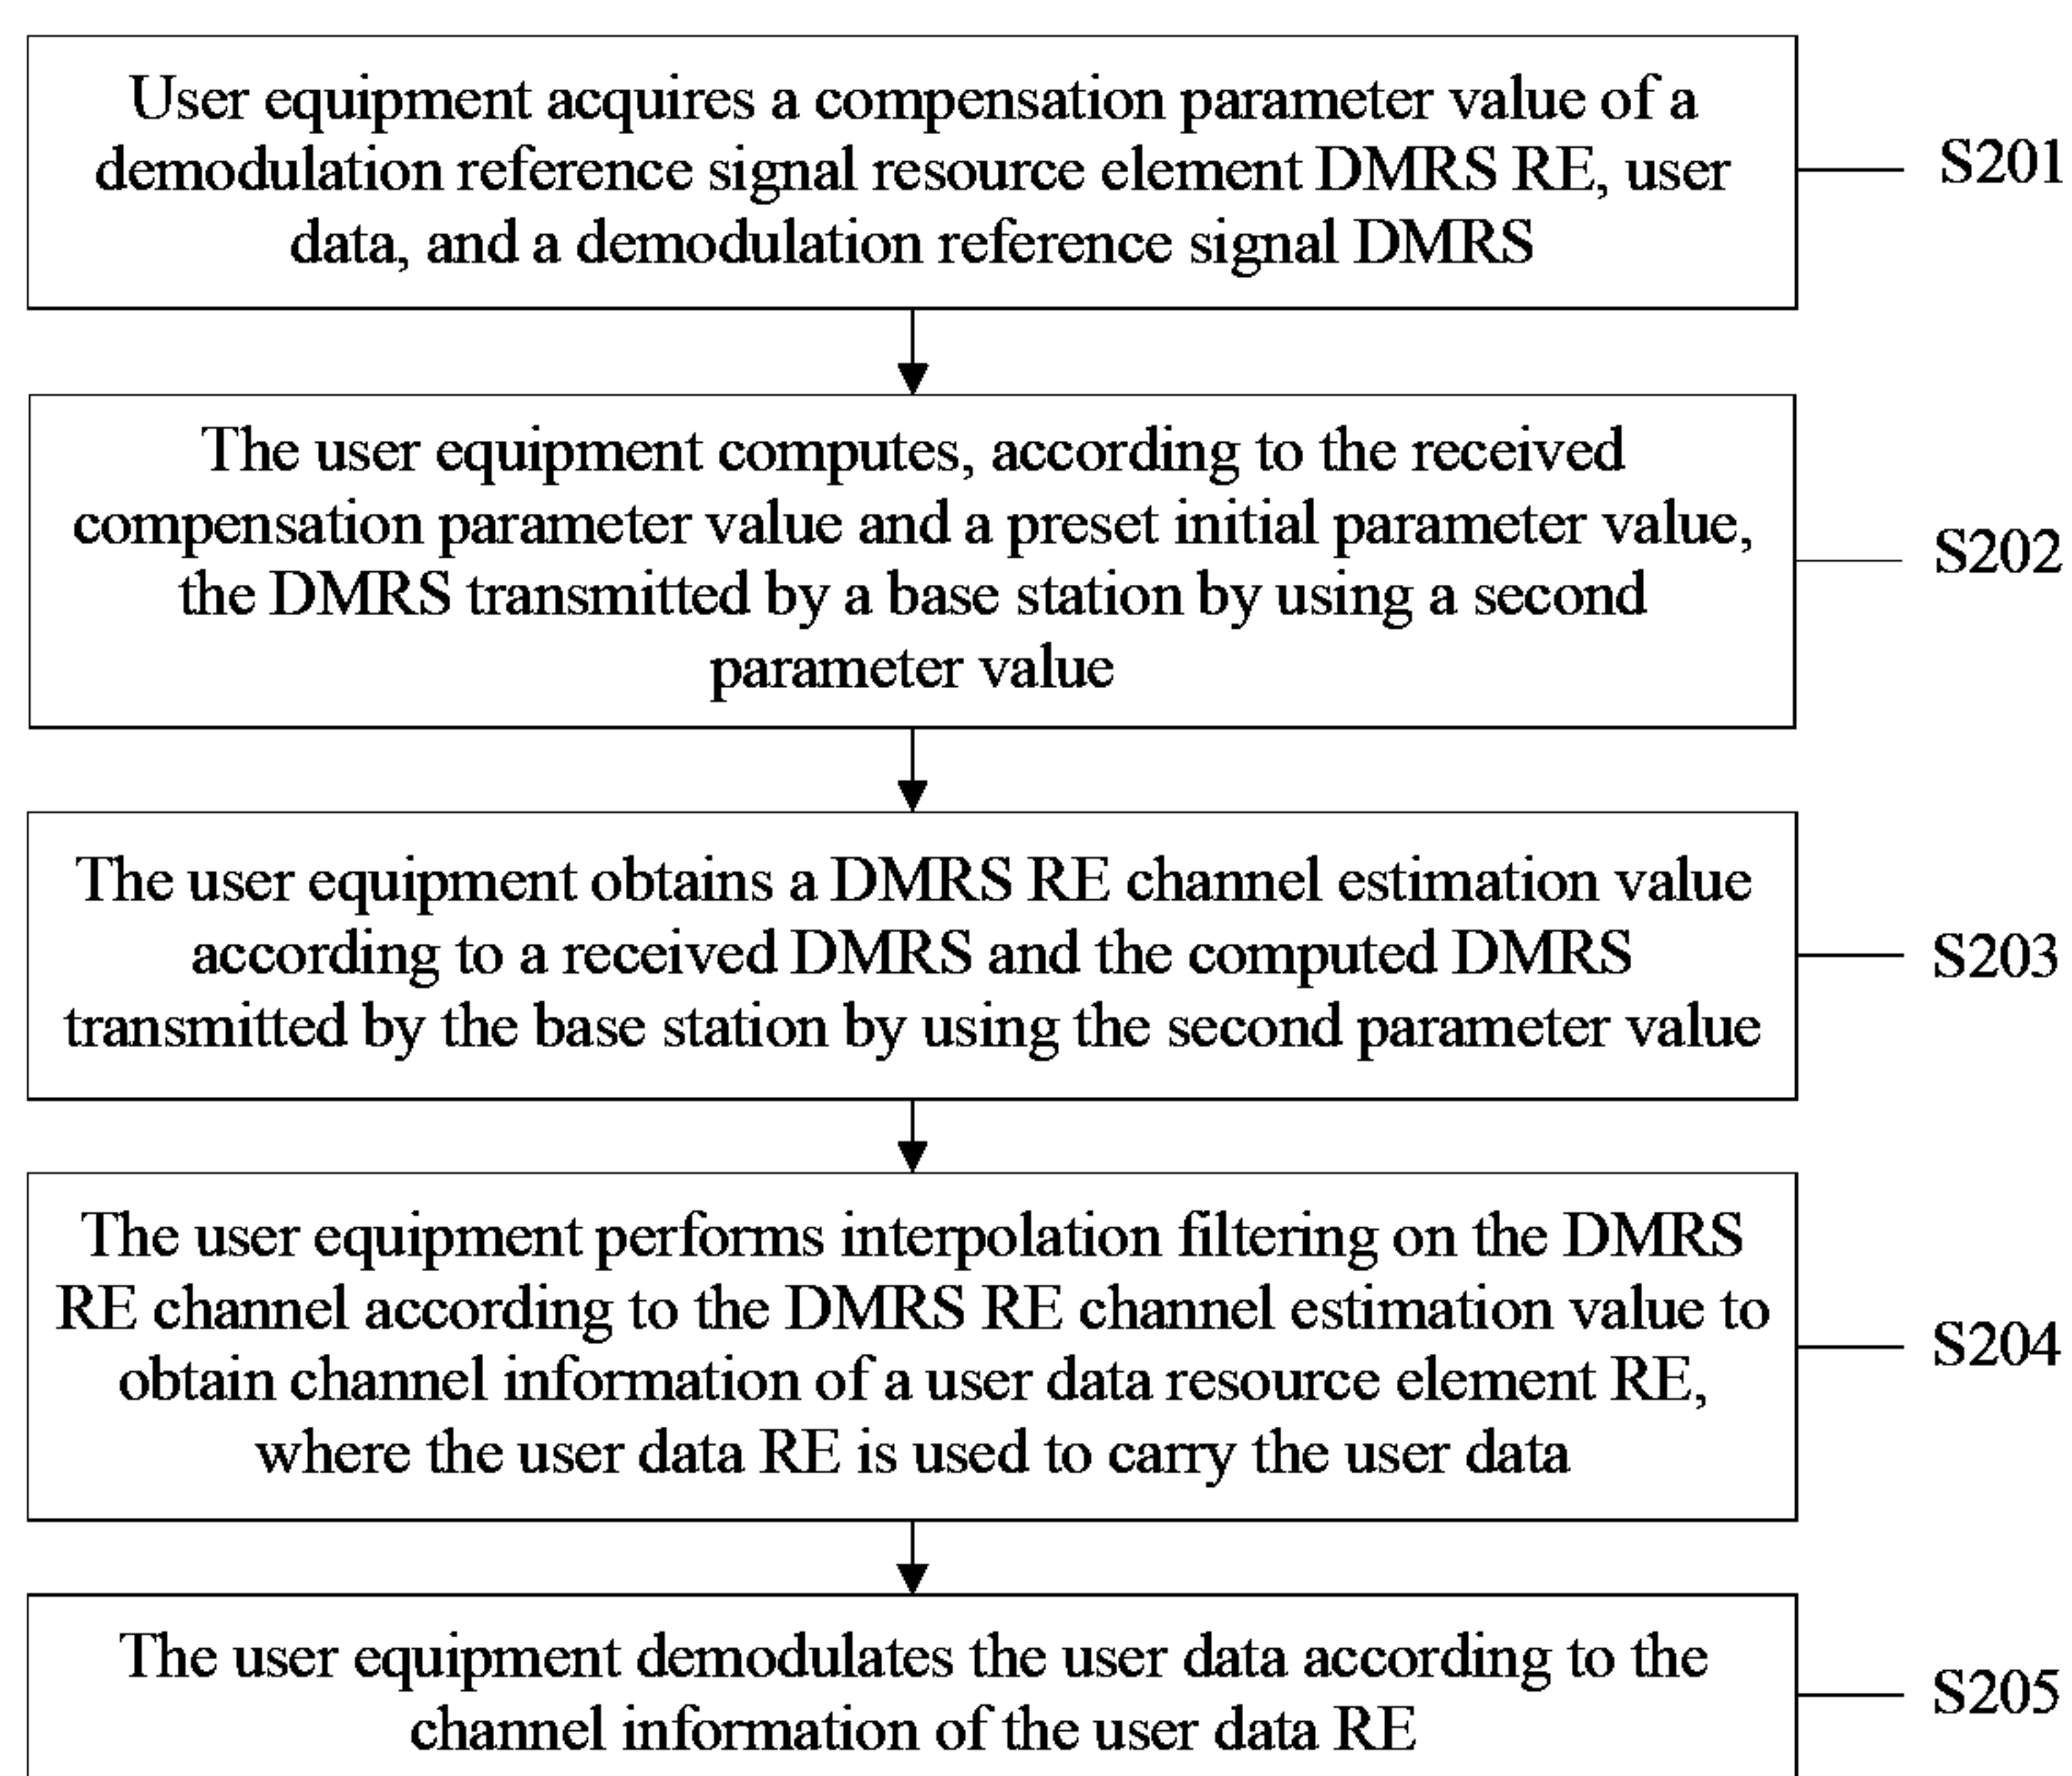 User equipment acquires a compensation parameter value of a
demodulation reference signal resource element DMRS RE, user
data, and a demodulation reference signal DMRS
S201
The user equipment computes, according to the received
compensation parameter value and a preset initial parameter value,
the DMRS transmitted by a base station by using a second
parameter value
S202
The user equipment obtains a DMRS RE channel estimation value
according to a received DMRS and the computed DMRS
transmitted by the base station by using the second parameter value
S203
The user equipment performs interpolation filtering on the DMRS
RE channel according to the DMRS RE channel estimation value to
obtain channel information of a user data resource element RE,
where the user data RE is used to carry the user data
S204
The user equipment demodulates the user data according to the
channel information of the user data RE
S205